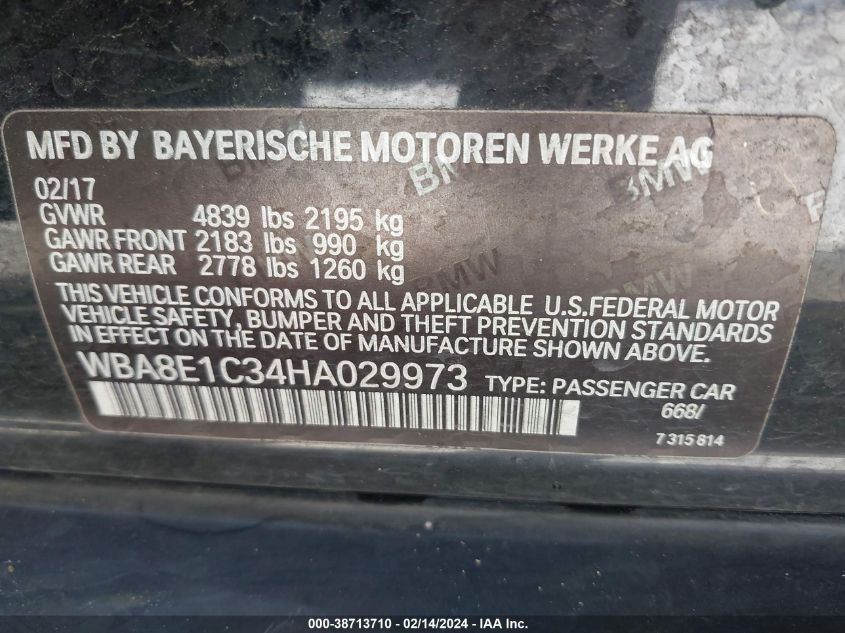 MFD BY BAYERISCHE MOTOREN WERKE AG
02/17
GVWR 4839 lbs 2195 kg
GAWR FRONT 2183 lbs 990 kg
GAWR REAR 2778 lbs 1260 kg
THIS VEHICLE CONFORMS TO ALL APPLICABLE U.S.FEDERAL MOTOR
VEHICLE SAFETY, BUMPER AND THEFT PREVENTION STANDARDS
IN EFFECT ON THE DATE OF MANUFACTURE SHOWN ABOVE.
WBA8E1C34HA029973 TYPE: PASSENGER CAR
668/
7 315 814
BMW
BMW
BMW
000-38713710 - 02/14/2024 - IAA Inc.